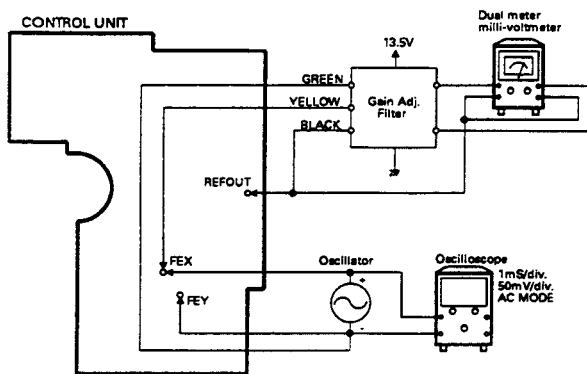 CONTROL UNIT
Dual meter
milli-voltmeter
13.5V
GREEN
YELLOW
BLACK
Gain Adj.
Filter
REFOUT
FEX
FEY
Oscillator
+
-
Oscilloscope
1mS/div.
50mV/div.
AC MODE